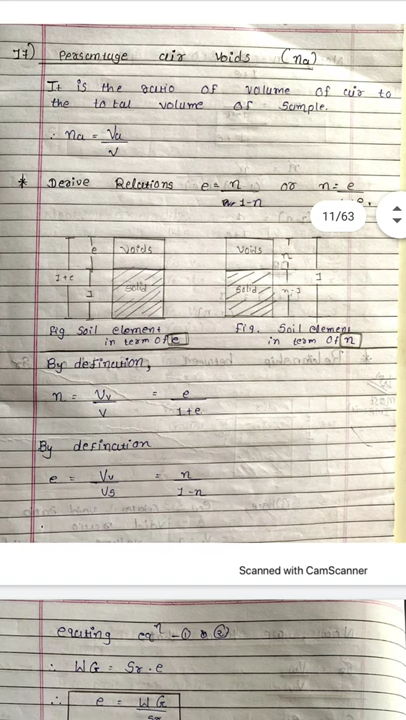 17) Persentage air voids (na)
It is the ratio of volume of air to
the total volume of sample.
∴ na = Va
V
* Derive Relations e = n or n = e
1-n
11/63
e voids
voids n
1+e
1
1 solid
solid n-1
Fig Soil element
in term of e
Fig. Soil element
in term of n
By defination,
n = Vv = e
V 1+e
By defination
e = Vv = n
Vs 1-n
Scanned with CamScanner
equting eqn - ① & ②
∴ WG = Sr.e
∴ e = WG
Sr